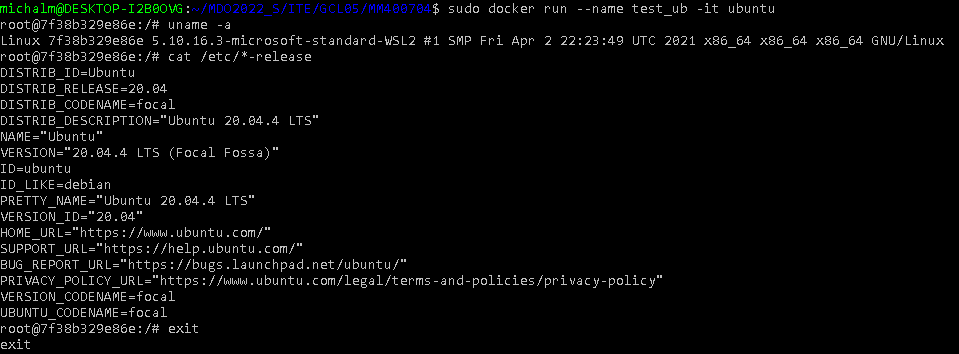 michalm@DESKTOP-I2B0OVG:~/MDO2022_S/ITE/GCL09/MM400704$ sudo docker run --name test_ub -it ubuntu
root@7f38b329e86e:/# uname -a
Linux 7f38b329e86e 5.10.16.3-microsoft-standard-WSL2 #1 SMP Fri Apr 2 22:23:49 UTC 2021 x86_64 x86_64 x86_64 GNU/Linux
root@7f38b329e86e:/# cat /etc/*-release
DISTRIB_ID=Ubuntu
DISTRIB_RELEASE=20.04
DISTRIB_CODENAME=focal
DISTRIB_DESCRIPTION="Ubuntu 20.04.4 LTS"
NAME="Ubuntu"
VERSION="20.04.4 LTS (Focal Fossa)"
ID=ubuntu
ID_LIKE=debian
PRETTY_NAME="Ubuntu 20.04.4 LTS"
VERSION_ID="20.04"
HOME_URL="https://www.ubuntu.com/"
SUPPORT_URL="https://help.ubuntu.com/"
BUG_REPORT_URL="https://bugs.launchpad.net/ubuntu/"
PRIVACY_POLICY_URL="https://www.ubuntu.com/legal/terms-and-policies/privacy-policy"
VERSION_CODENAME=focal
UBUNTU_CODENAME=focal
root@7f38b329e86e:/# exit
exit